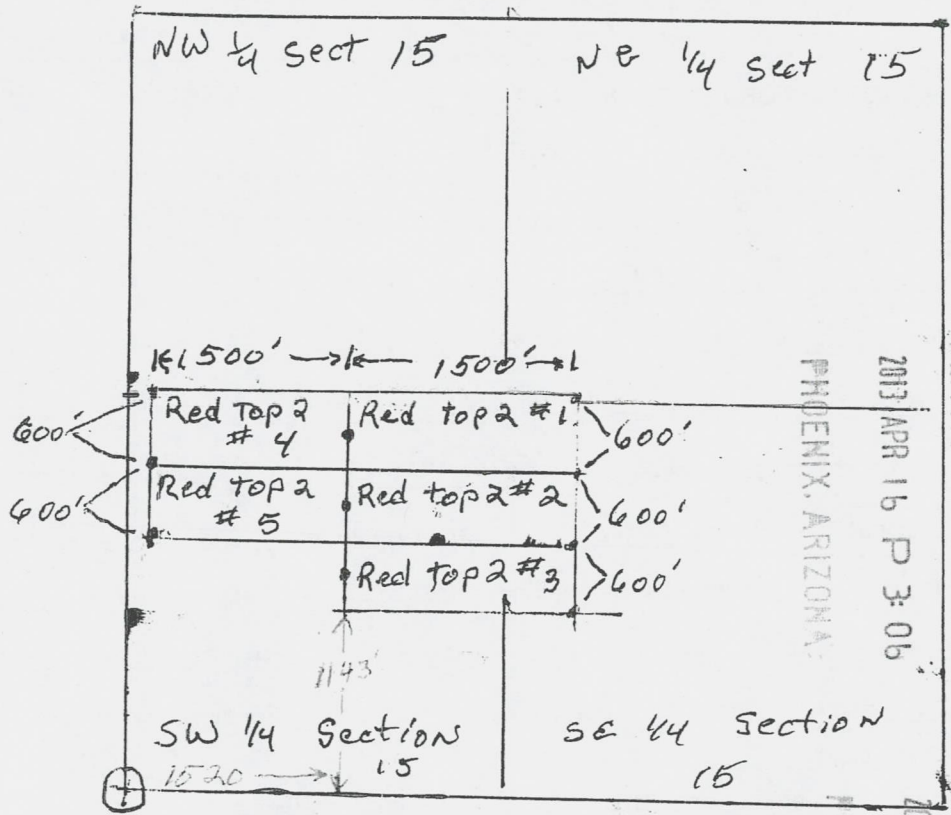 NW 1/4 Sect 15
NE 1/4 Sect 15
1500' 1500'
Red Top 2 # 4
Red top 2 #1
600'
600'
Red Top 2 # 5
Red top 2 #2
600'
600'
Red top 2 #3
600'
1143'
SW 1/4 Section 15
SE 1/4 Section 15
1520
2013 APR 16 P 3:06
PHOENIX, ARIZONA